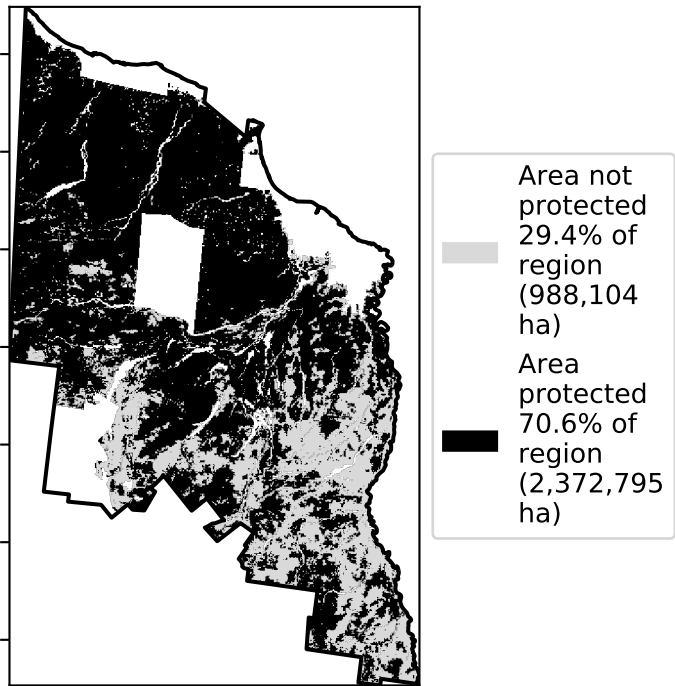 Area not
protected
29.4% of
region
(988,104
ha)
Area
protected
70.6% of
region
(2,372,795
ha)